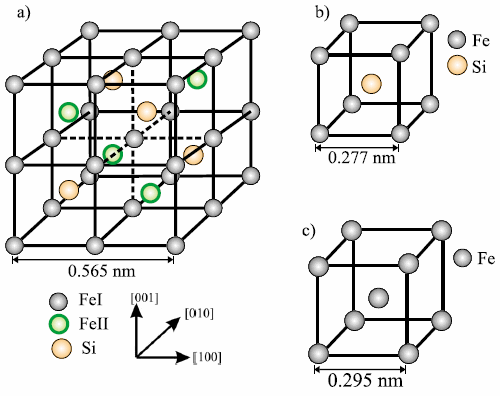 a)
0.565 nm
FeI
FeII
Si
[001]
[010]
[100]
b)
Fe
Si
0.277 nm
c)
Fe
0.295 nm